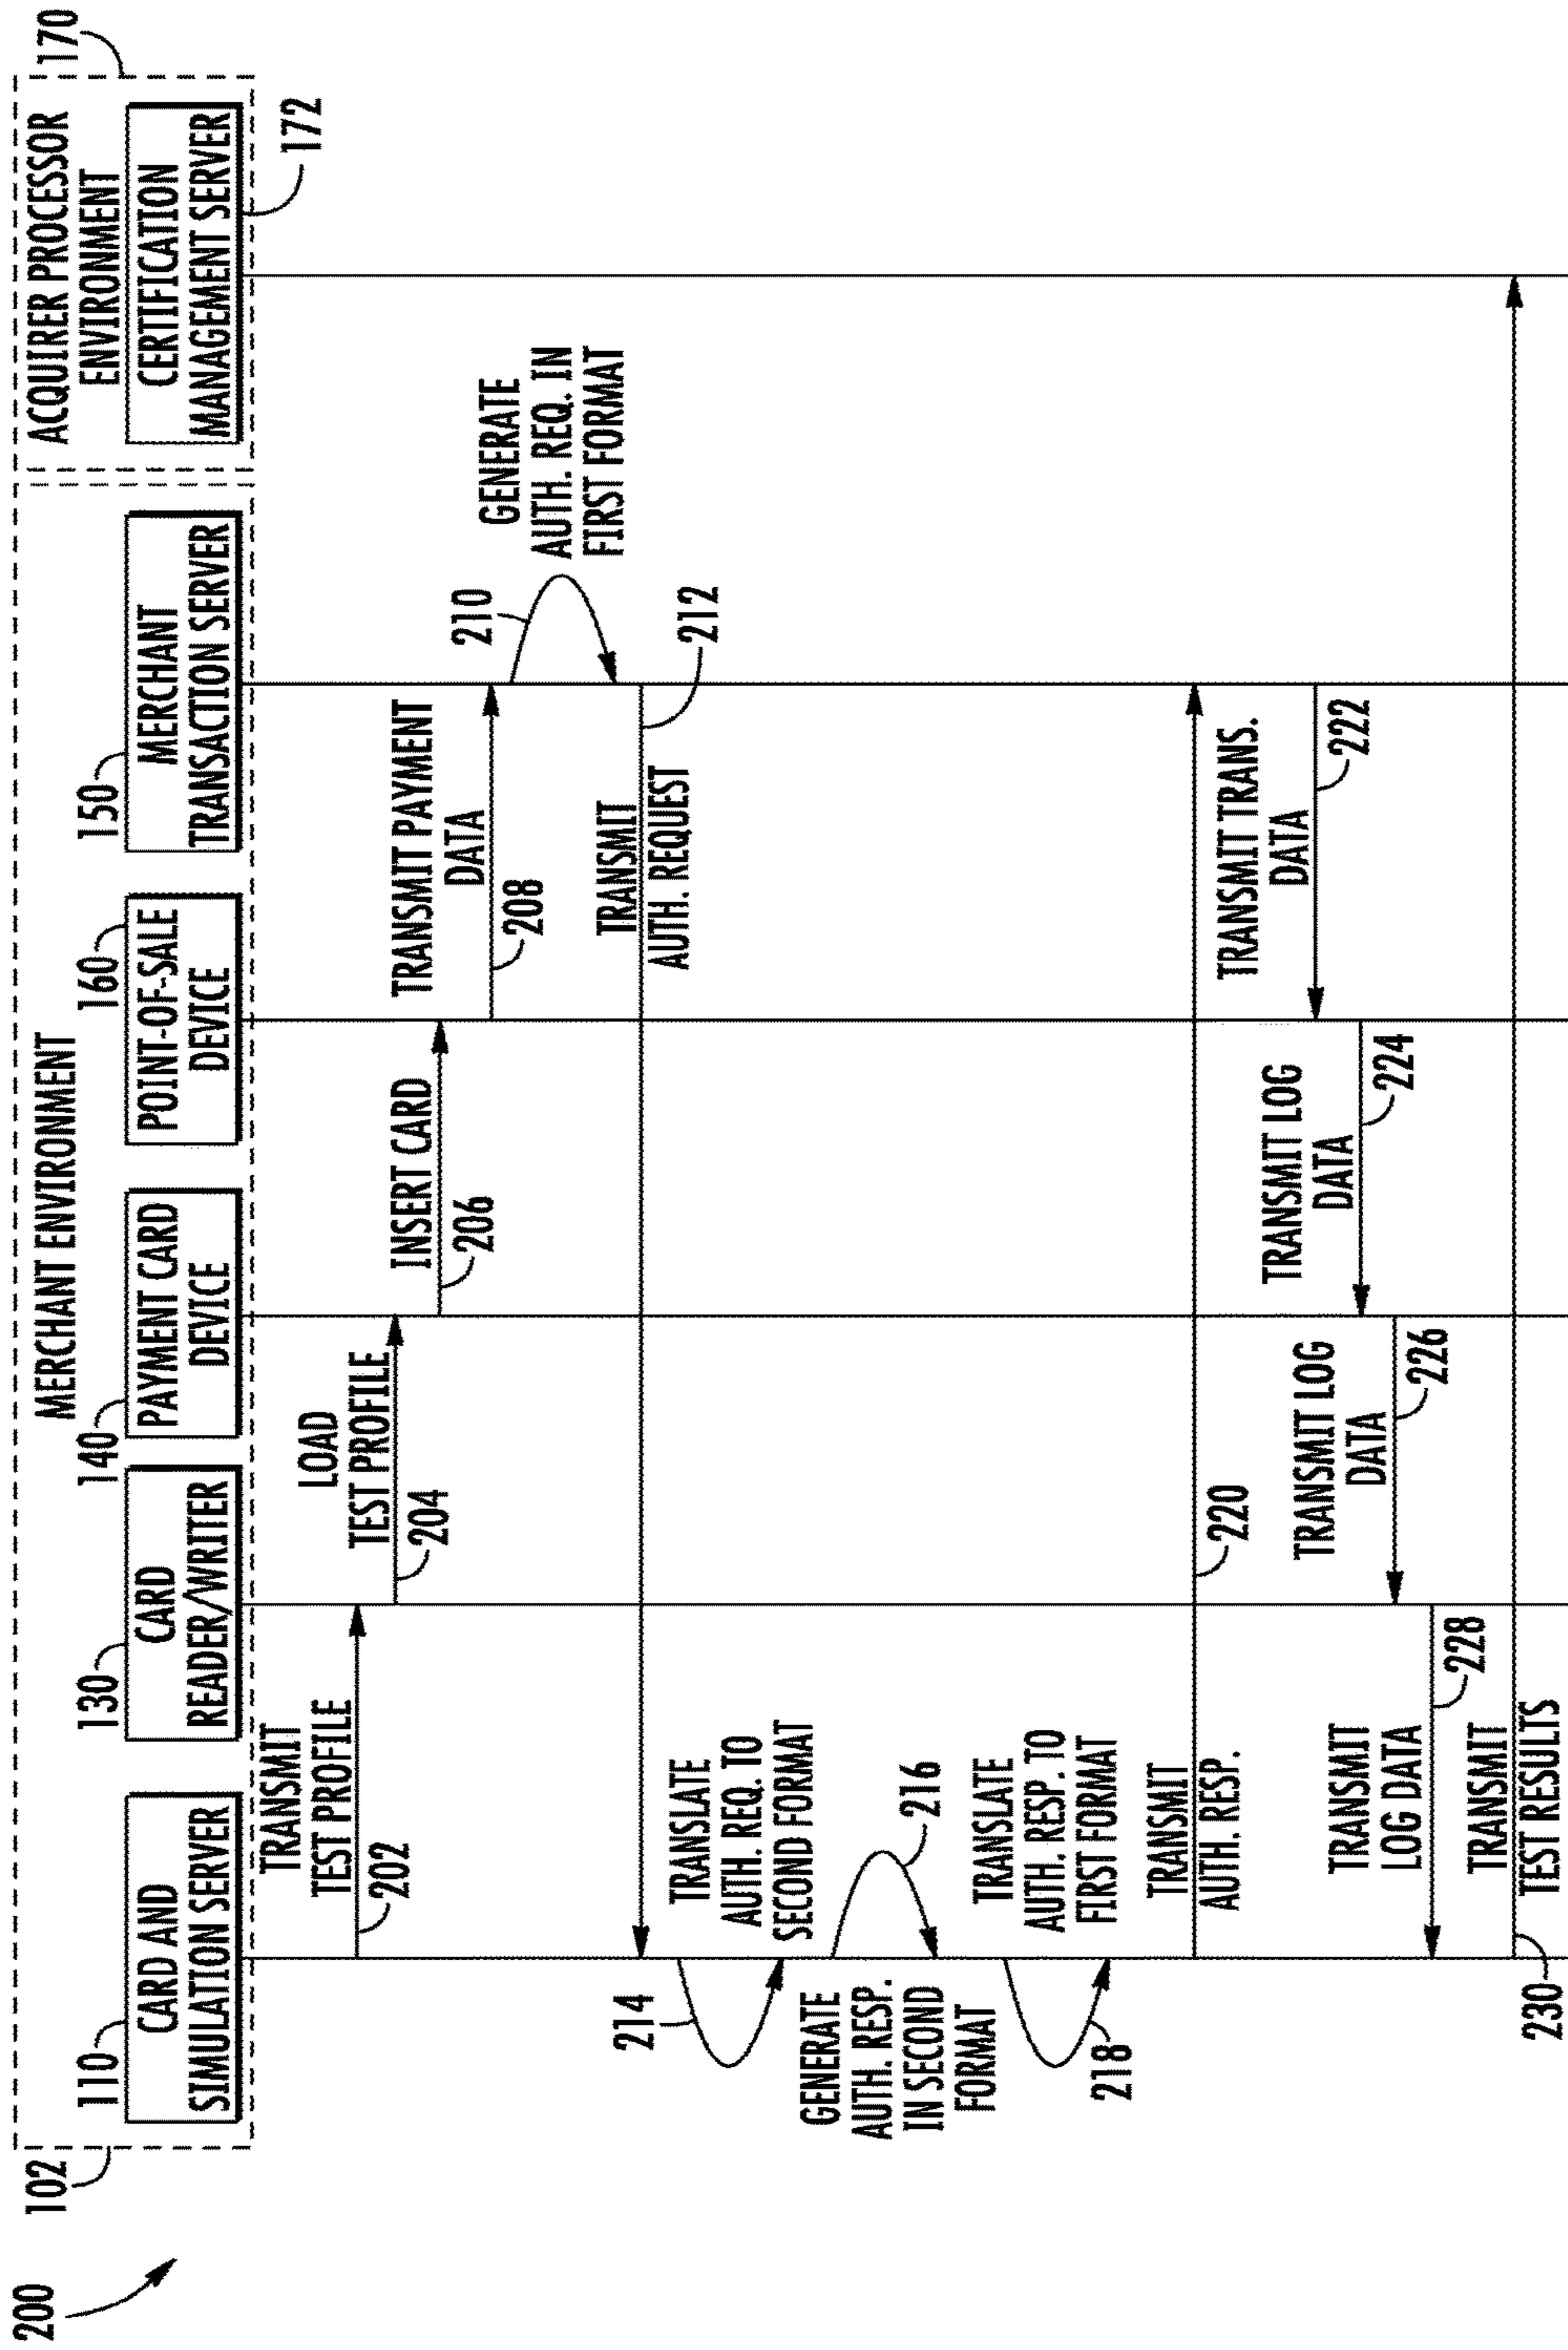 200
102
MERCHANT ENVIRONMENT
ACQUIRER PROCESSOR
ENVIRONMENT
170
110
CARD AND
SIMULATION SERVER
130
CARD
READER/WRITER
140
PAYMENT CARD
DEVICE
160
POINT-OF-SALE
DEVICE
150
MERCHANT
TRANSACTION SERVER
CERTIFICATION
MANAGEMENT SERVER
172
TRANSMIT
TEST PROFILE
202
LOAD
TEST PROFILE
204
INSERT CARD
206
TRANSMIT PAYMENT
DATA
208
210
GENERATE
AUTH. REQ. IN
FIRST FORMAT
TRANSMIT
AUTH. REQUEST
212
214
TRANSLATE
AUTH. REQ. TO
SECOND FORMAT
GENERATE
AUTH. RESP.
IN SECOND
FORMAT
216
TRANSLATE
AUTH. RESP. TO
FIRST FORMAT
218
TRANSMIT
AUTH. RESP.
220
TRANSMIT TRANS.
DATA
222
TRANSMIT LOG
DATA
224
TRANSMIT LOG
DATA
226
TRANSMIT
LOG DATA
228
TRANSMIT
TEST RESULTS
230